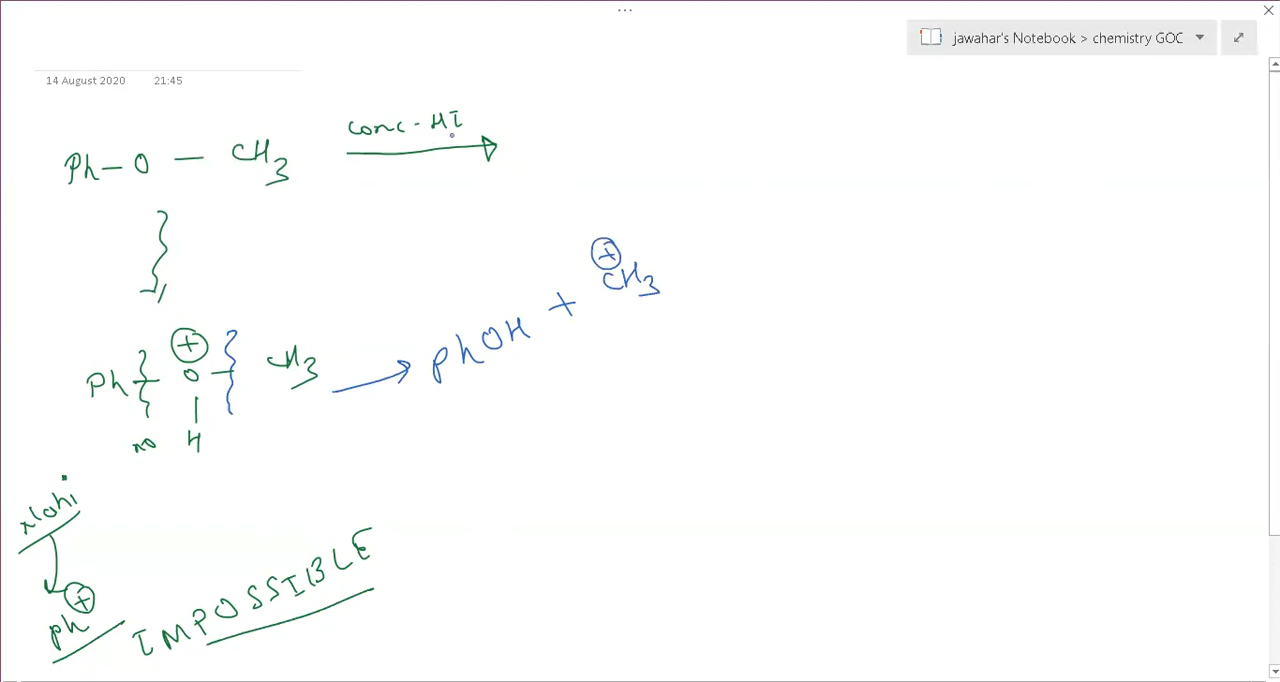 ...
jawahar's Notebook > chemistry GOC
14 August 2020 21:45
conc-HI
Ph-O-CH3
+
CH3
PhOH +
+
Ph O CH3
no H
+
ph
IMPOSSIBLE